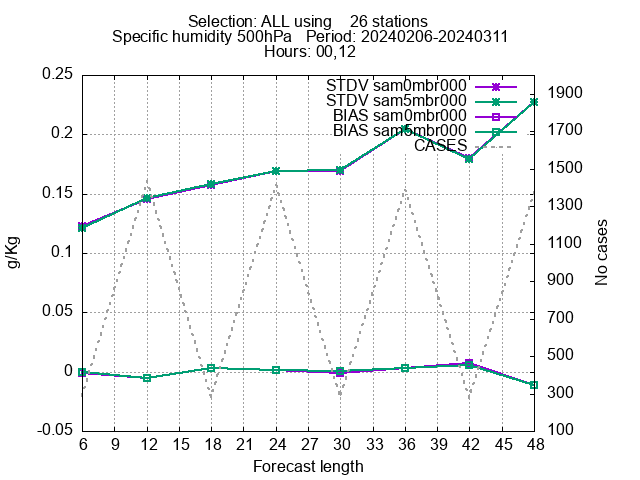 Selection: ALL using    26 stations
Specific humidity 500hPa   Period: 20240206-20240311
Hours: 00,12
STDV sam0mbr000
STDV sam5mbr000
BIAS sam0mbr000
BIAS sam5mbr000
CASES
0.25
0.2
0.15
0.1
0.05
0
-0.05
g/Kg
1900
1700
1500
1300
1100
900
700
500
300
100
No cases
6 9 12 15 18 21 24 27 30 33 36 39 42 45 48
Forecast length